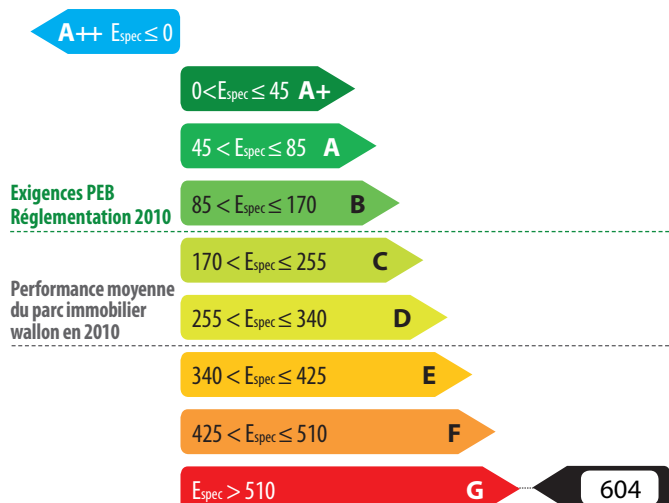 A++ Espec ≤ 0
0<Espec ≤ 45 A+
45 < Espec ≤ 85 A
Exigences PEB
Réglementation 2010
85 < Espec ≤ 170 B
170 < Espec ≤ 255 C
Performance moyenne
du parc immobilier
wallon en 2010
255 < Espec ≤ 340 D
340 < Espec ≤ 425 E
425 < Espec ≤ 510 F
Espec > 510 G 604